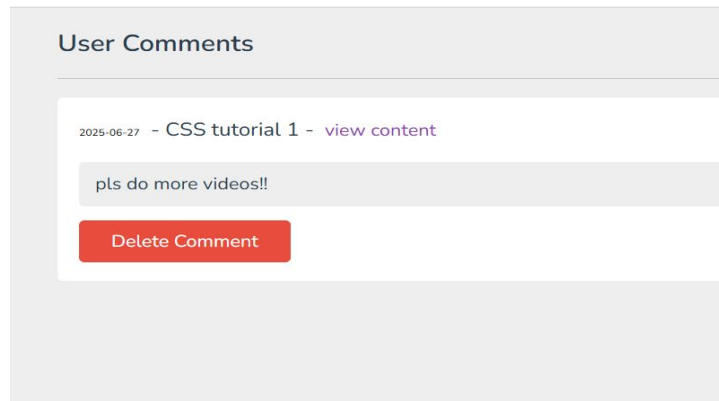 User Comments
2025-06-27 - CSS tutorial 1 - view content
pls do more videos!!
Delete Comment